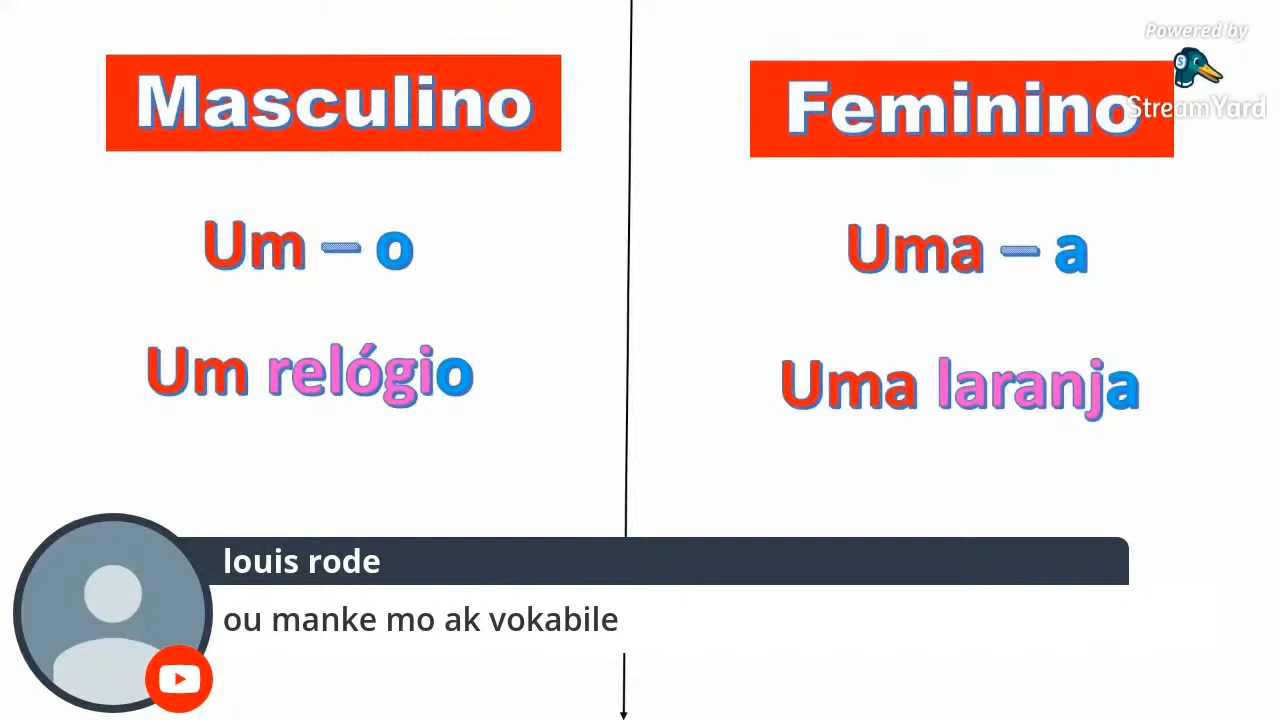 Masculino
Um – o
Um relógio
Feminino
Uma – a
Uma laranja
Powered by
StreamYard
louis rode
ou manke mo ak vokabile